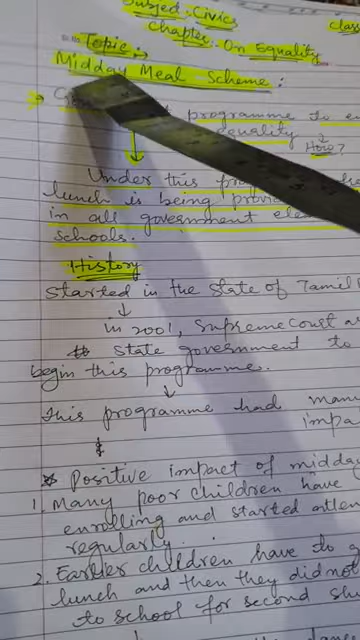 Subject. Civics
Class
Chapter. On Equality
Topic:
Midday Meal Scheme :
programme to e
equality
How?
Under this pro
lunch is being provi
in all government ele
schools.
History
Started in the state of Tamil
in 2001, Supreme Court a
state government to
begin this programme.
This programme had man
impa
Positive impact of midda
1. Many poor children have
enrolling and started atten
regularly.
2. Earlier children have to g
lunch and then they did not
to school for second sh